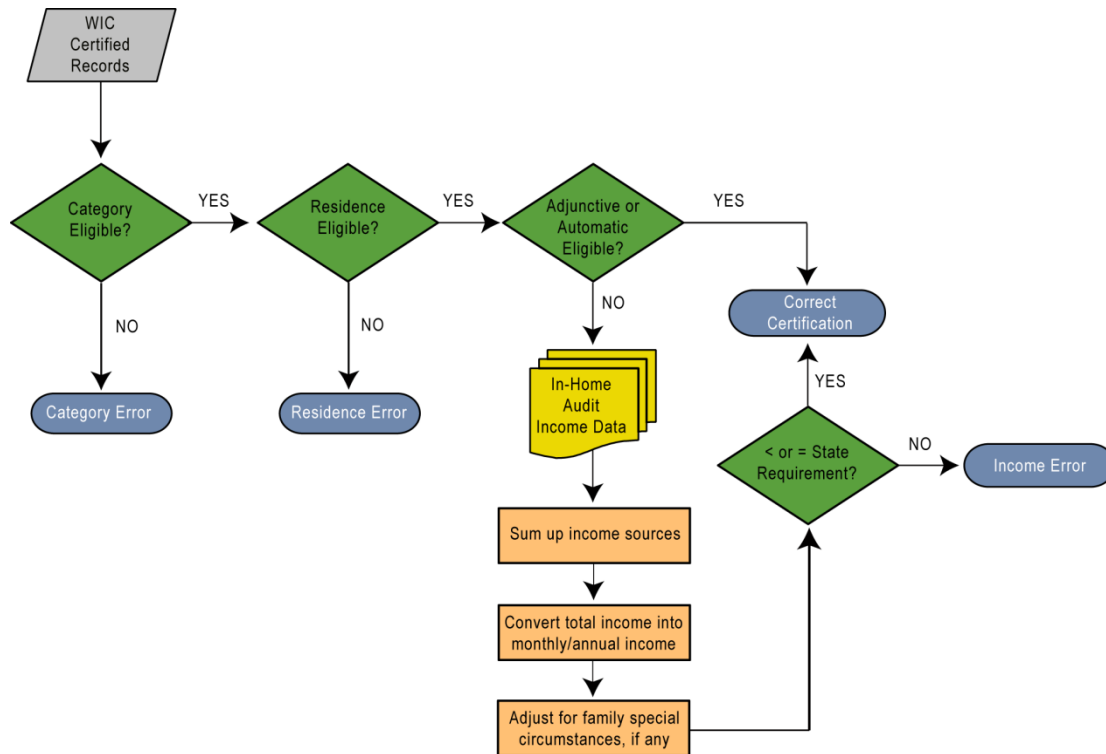 WIC
Certified
Records
Category
Eligible?
YES
Residence
Eligible?
YES
Adjunctive or
Automatic
Eligible?
YES
NO
NO
NO
Correct
Certification
Category Error
Residence Error
In-Home
Audit
Income Data
YES
< or = State
Requirement?
NO
Income Error
Sum up income sources
Convert total income into
monthly/annual income
Adjust for family special
circumstances, if any